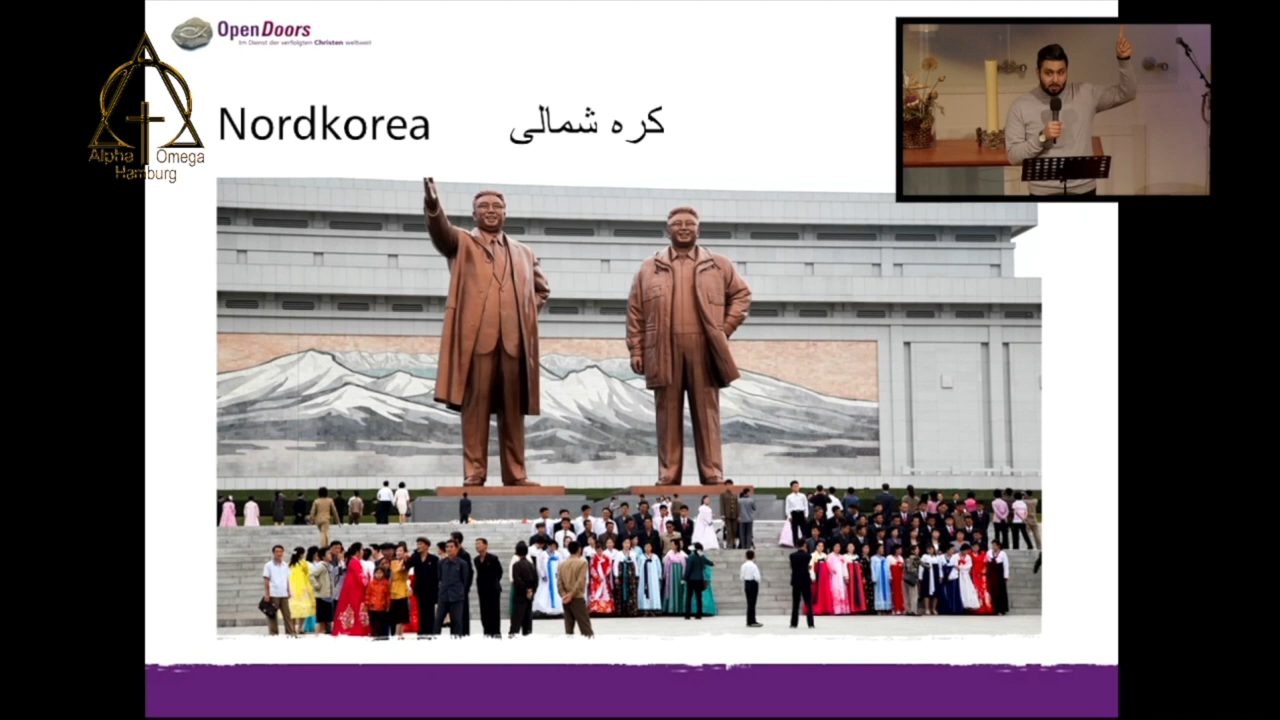 OpenDoors
Im Dienst der verfolgten Christen weltweit
Nordkorea کره شمالی
Alpha Omega
Hamburg